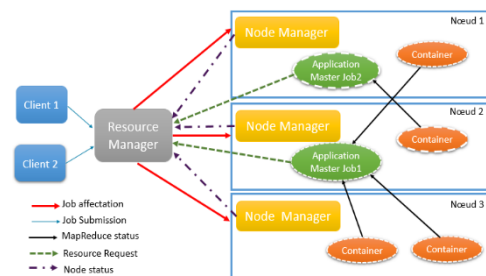 Nœud 1
Node Manager
Container
Application
Master Job2
Client 1
Resource
Manager
Client 2
Nœud 2
Node Manager
Container
Application
Master Job1
Nœud 3
Node Manager
Container
Container
Job affectation
Job Submission
MapReduce status
Resource Request
Node status